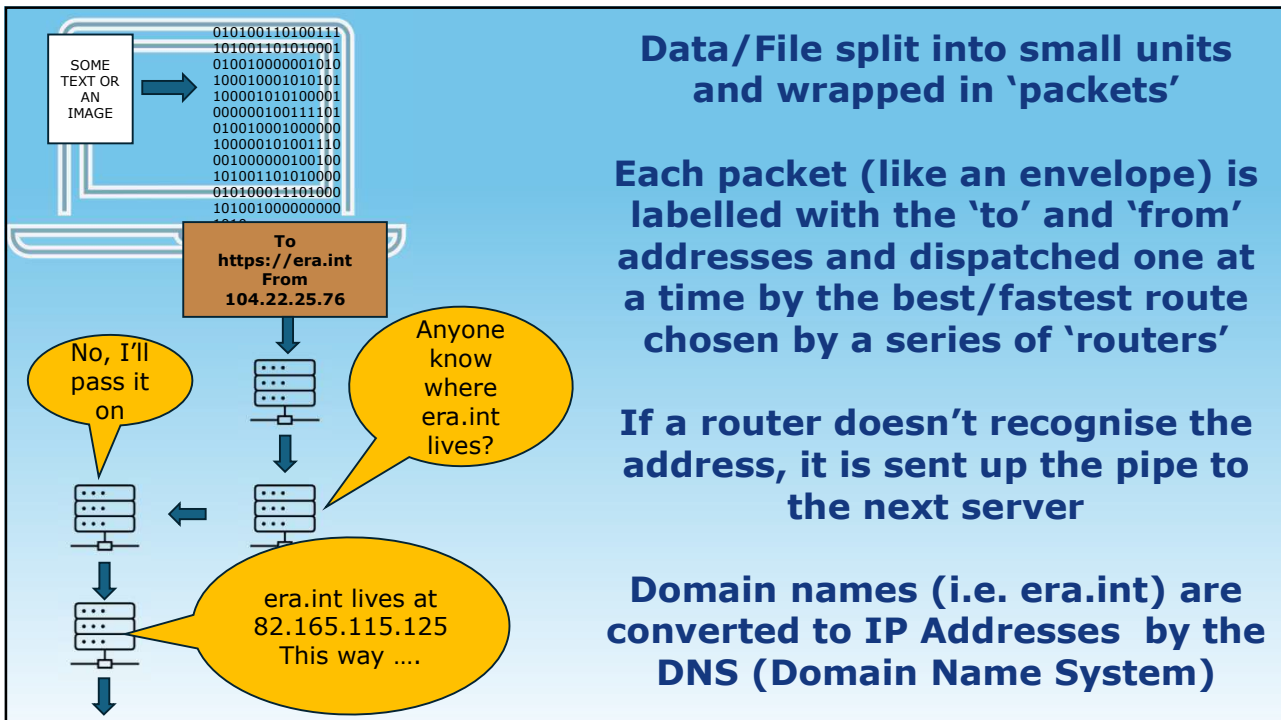 SOME
TEXT OR
AN
IMAGE
010100110100111
101001101010001
010010000001010
100010001010101
100001010100001
000000100111101
010010001000000
100000101001110
001000000100100
101001101010000
010100011101000
101001000000000
To
https://era.int
From
104.22.25.76
No, I’ll
pass it
on
Anyone
know
where
era.int
lives?
era.int lives at
82.165.115.125
This way ….
Data/File split into small units
and wrapped in ‘packets’
Each packet (like an envelope) is
labelled with the ‘to’ and ‘from’
addresses and dispatched one at
a time by the best/fastest route
chosen by a series of ‘routers’
If a router doesn’t recognise the
address, it is sent up the pipe to
the next server
Domain names (i.e. era.int) are
converted to IP Addresses  by the
DNS (Domain Name System)